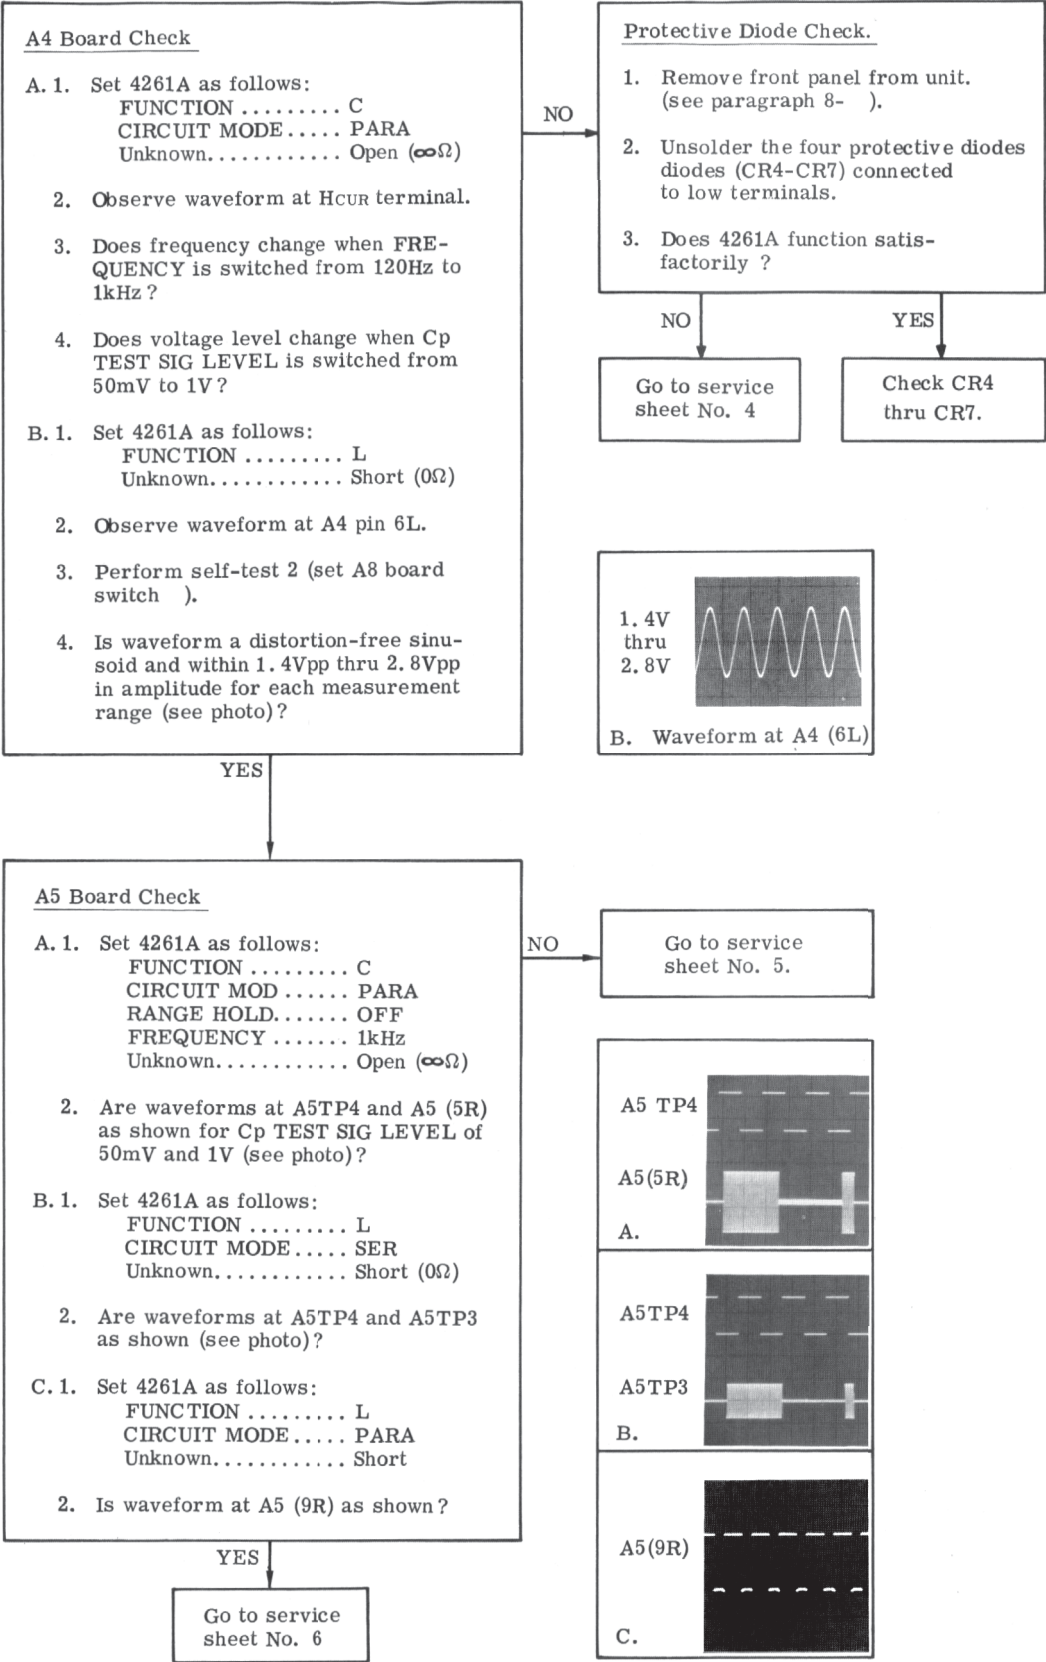 A4 Board Check
A. 1. Set 4261A as follows:
FUNCTION ......... C
CIRCUIT MODE ..... PARA
Unknown............ Open (∞Ω)
2. Observe waveform at HCUR terminal.
3. Does frequency change when FRE-
QUENCY is switched from 120Hz to
1kHz ?
4. Does voltage level change when Cp
TEST SIG LEVEL is switched from
50mV to 1V ?
B. 1. Set 4261A as follows:
FUNCTION ......... L
Unknown............ Short (0Ω)
2. Observe waveform at A4 pin 6L.
3. Perform self-test 2 (set A8 board
switch   ).
4. Is waveform a distortion-free sinu-
soid and within 1.4Vpp thru 2.8Vpp
in amplitude for each measurement
range (see photo) ?
NO
Protective Diode Check.
1. Remove front panel from unit.
(see paragraph 8-   ).
2. Unsolder the four protective diodes
diodes (CR4-CR7) connected
to low terminals.
3. Does 4261A function satis-
factorily ?
NO
YES
Go to service
sheet No. 4
Check CR4
thru CR7.
1.4V
thru
2.8V
B. Waveform at A4 (6L)
YES
A5 Board Check
A. 1. Set 4261A as follows:
FUNCTION ......... C
CIRCUIT MOD ...... PARA
RANGE HOLD....... OFF
FREQUENCY ....... 1kHz
Unknown............ Open (∞Ω)
2. Are waveforms at A5TP4 and A5 (5R)
as shown for Cp TEST SIG LEVEL of
50mV and 1V (see photo) ?
B. 1. Set 4261A as follows:
FUNCTION ......... L
CIRCUIT MODE ..... SER
Unknown............ Short (0Ω)
2. Are waveforms at A5TP4 and A5TP3
as shown (see photo) ?
C. 1. Set 4261A as follows:
FUNCTION ......... L
CIRCUIT MODE ..... PARA
Unknown............ Short
2. Is waveform at A5 (9R) as shown ?
NO
Go to service
sheet No. 5.
A5 TP4
A5(5R)
A.
A5TP4
A5TP3
B.
A5(9R)
C.
YES
Go to service
sheet No. 6